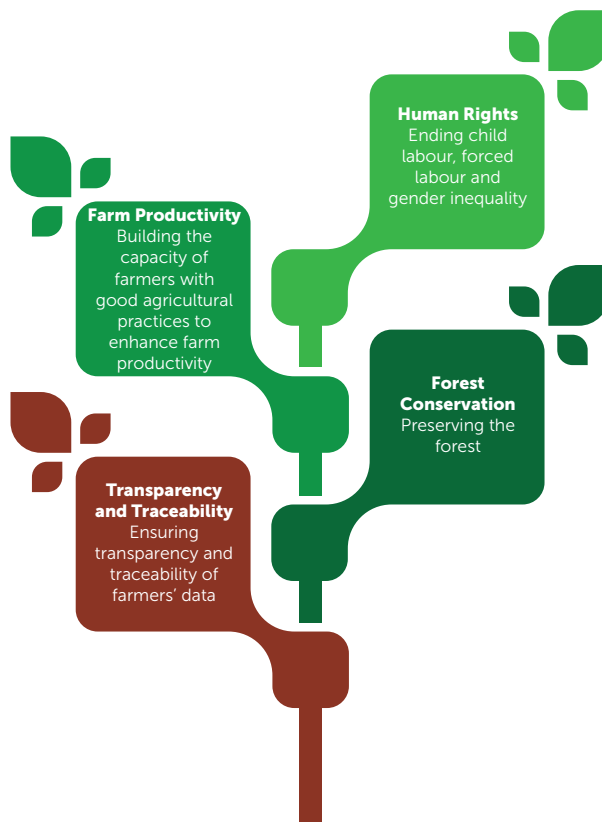 Human Rights
Ending child
labour, forced
labour and
gender inequality
Farm Productivity
Building the
capacity of
farmers with
good agricultural
practices to
enhance farm
productivity
Forest
Conservation
Preserving the
forest
Transparency
and Traceability
Ensuring
transparency and
traceability of
farmers’ data